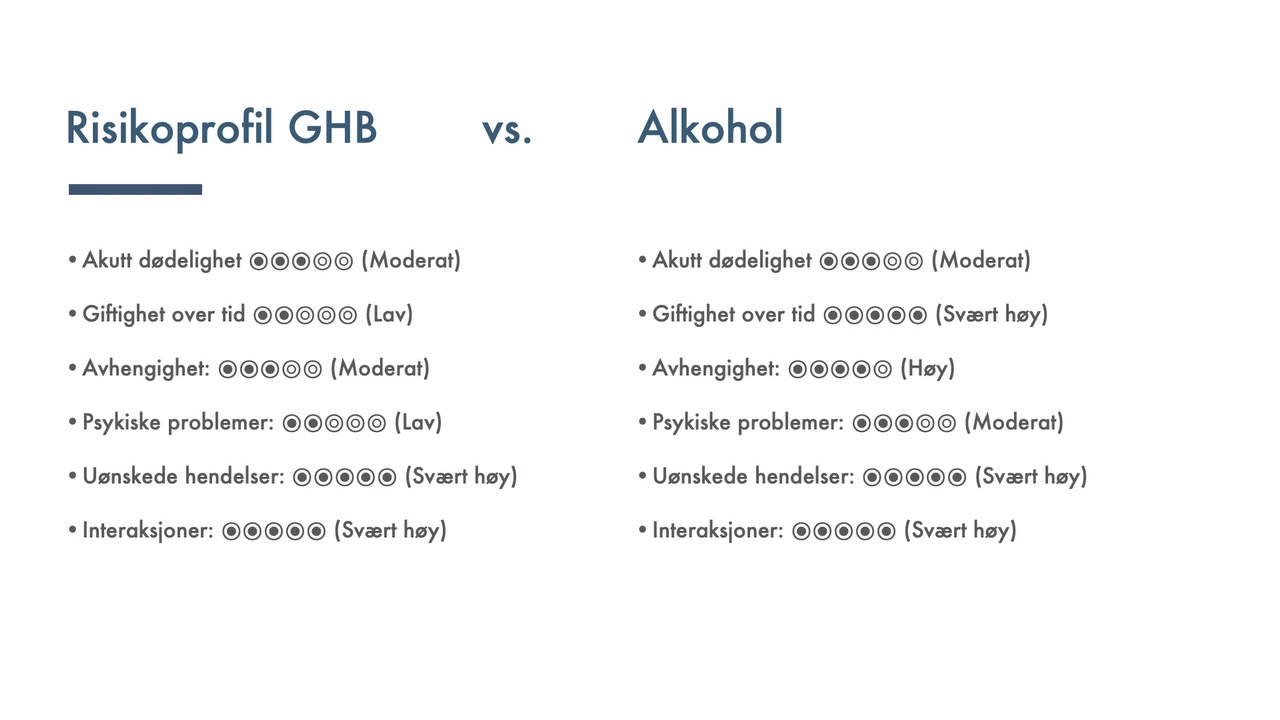 Risikoprofil GHB vs. Alkohol
• Akutt dødelighet ◉◉◉◎◎ (Moderat)
• Giftighet over tid ◉◉◎◎◎ (Lav)
• Avhengighet: ◉◉◉◎◎ (Moderat)
• Psykiske problemer: ◉◉◎◎◎ (Lav)
• Uønskede hendelser: ◉◉◉◉◉ (Svært høy)
• Interaksjoner: ◉◉◉◉◉ (Svært høy)
• Akutt dødelighet ◉◉◉◎◎ (Moderat)
• Giftighet over tid ◉◉◉◉◉ (Svært høy)
• Avhengighet: ◉◉◉◉◎ (Høy)
• Psykiske problemer: ◉◉◉◎◎ (Moderat)
• Uønskede hendelser: ◉◉◉◉◉ (Svært høy)
• Interaksjoner: ◉◉◉◉◉ (Svært høy)